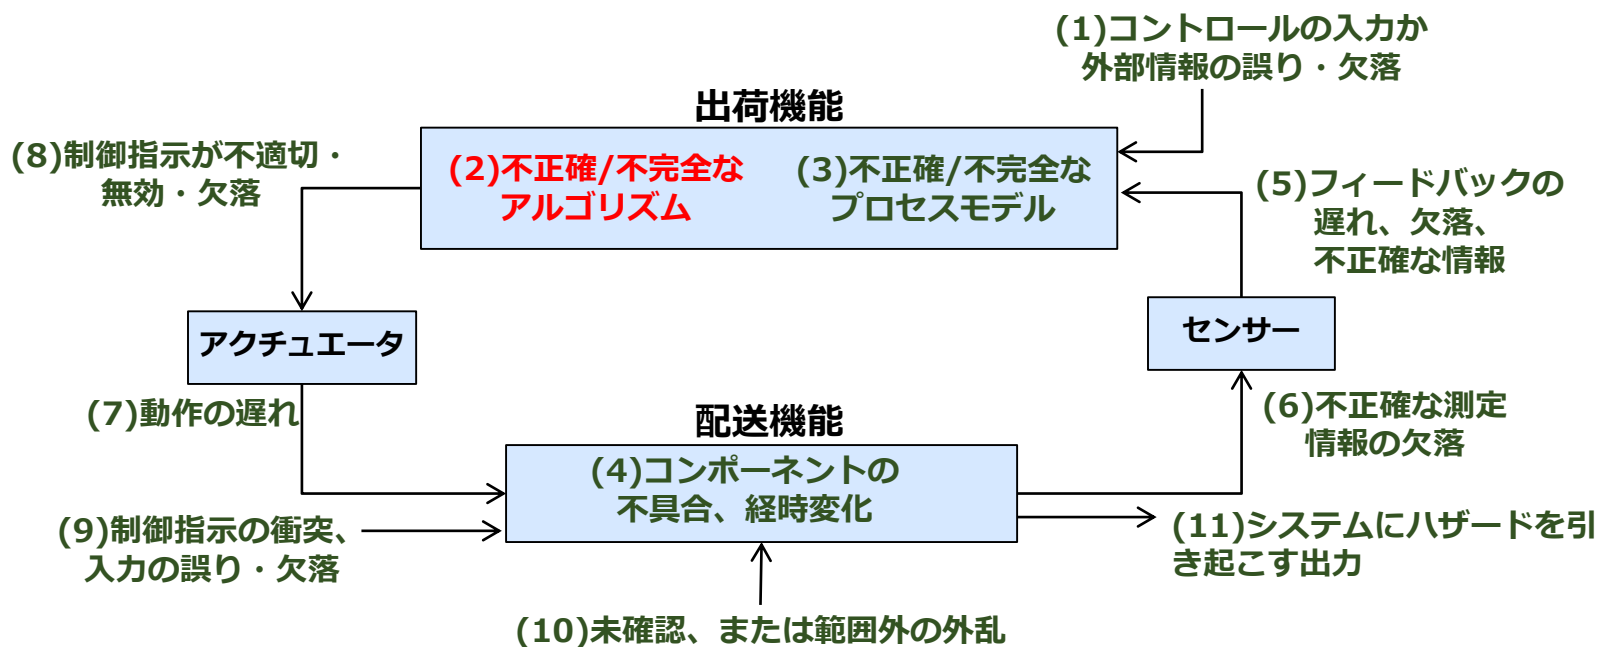 (1)コントロールの入力か
外部情報の誤り・欠落
出荷機能
(8)制御指示が不適切・
無効・欠落
(2)不正確/不完全な
アルゴリズム
(3)不正確/不完全な
プロセスモデル
(5)フィードバックの
遅れ、欠落、
不正確な情報
アクチュエータ
センサー
(7)動作の遅れ
(6)不正確な測定
情報の欠落
配送機能
(4)コンポーネントの
不具合、経時変化
(9)制御指示の衝突、
入力の誤り・欠落
(11)システムにハザードを引
き起こす出力
(10)未確認、または範囲外の外乱